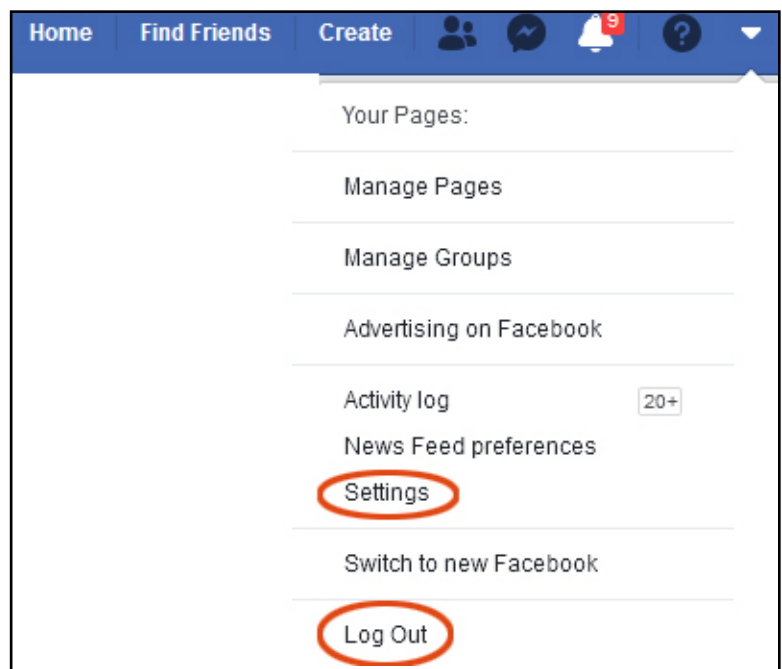 Home Find Friends Create 9 ?
Your Pages:
Manage Pages
Manage Groups
Advertising on Facebook
Activity log 20+
News Feed preferences
Settings
Switch to new Facebook
Log Out